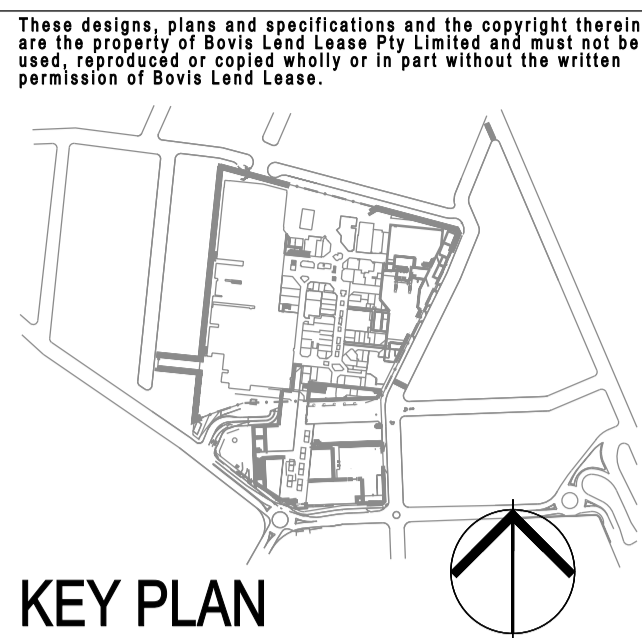 These designs, plans and specifications and the copyright therein
are the property of Bovis Lend Lease Pty Limited and must not be
used, reproduced or copied wholly or in part without the written
permission of Bovis Lend Lease.
KEY PLAN